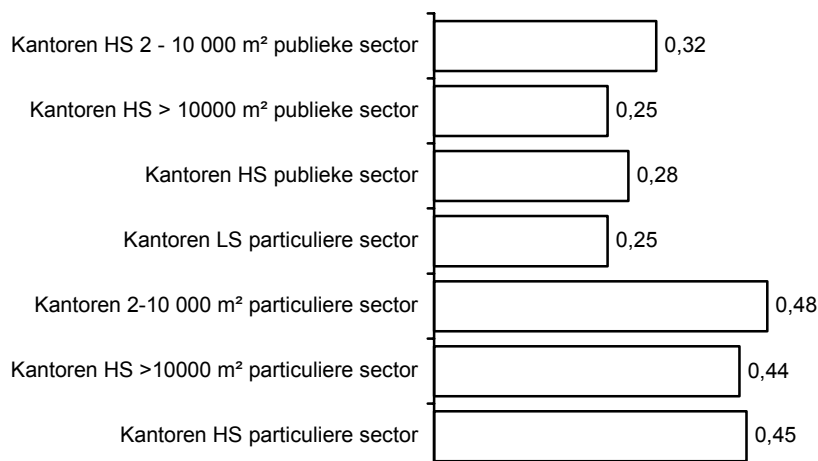 Kantoren HS 2 - 10 000 m² publieke sector 0,32
Kantoren HS > 10000 m² publieke sector 0,25
Kantoren HS publieke sector 0,28
Kantoren LS particuliere sector 0,25
Kantoren 2-10 000 m² particuliere sector 0,48
Kantoren HS >10000 m² particuliere sector 0,44
Kantoren HS particuliere sector 0,45